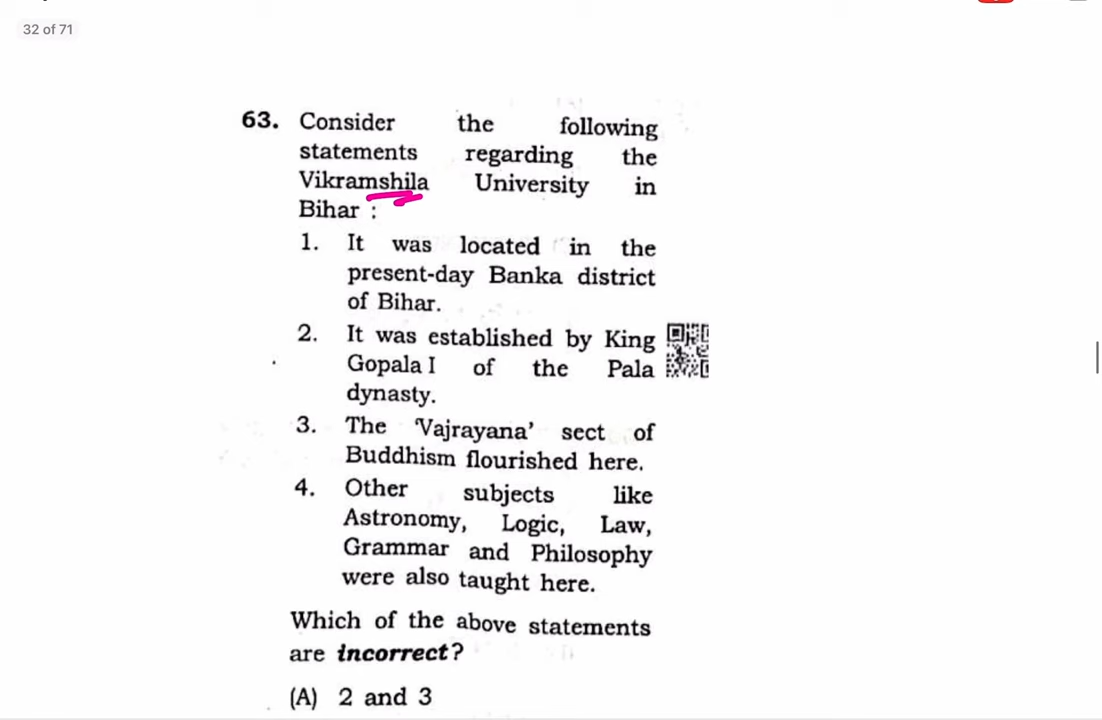 32 of 71
63. Consider the following
statements regarding the
Vikramshila University in
Bihar :
1. It was located in the
present-day Banka district
of Bihar.
2. It was established by King
Gopala I of the Pala
dynasty.
3. The ‘Vajrayana’ sect of
Buddhism flourished here.
4. Other subjects like
Astronomy, Logic, Law,
Grammar and Philosophy
were also taught here.
Which of the above statements
are incorrect?
(A) 2 and 3